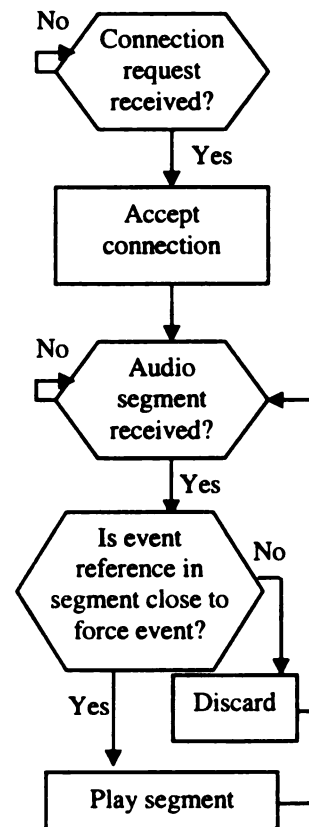 No
Connection
request
received?
Yes
Accept
connection
No
Audio
segment
received?
Yes
Is event
reference in
segment close to
force event?
No
Yes
Discard
Play segment